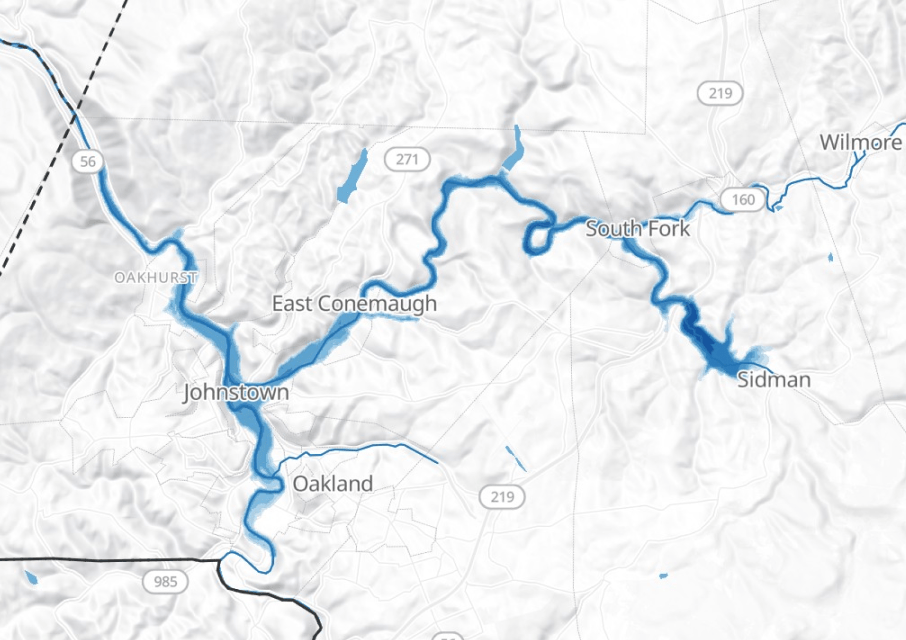 219
Wilmore
271
56
160
South Fork
OAKHURST
East Conemaugh
Sidman
Johnstown
Oakland
219
985